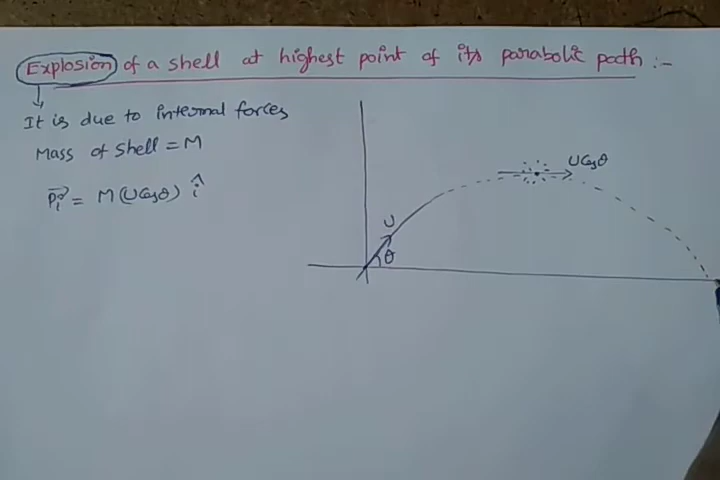 Explosion of a shell at highest point of its parabolic path :-
It is due to internal forces
Mass of shell = M
Pi = M(UCosθ) î
UCosθ
U
θ